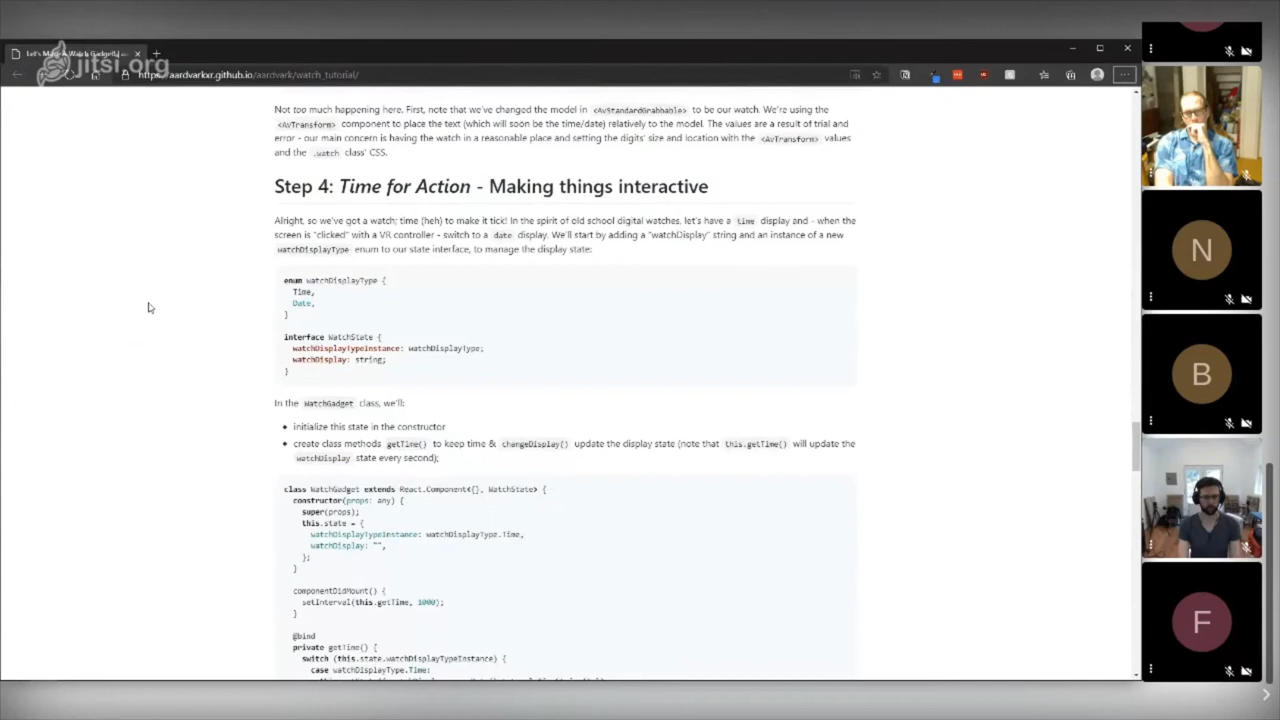 Let's Make A Watch Gadget! |
jitsi.org
https://aardvarkxr.github.io/aardvark/watch_tutorial/
Not too much happening here. First, note that we've changed the model in <AvStandardGrabbable> to be our watch. We're using the
<AvTransform> component to place the text (which will soon be the time/date) relatively to the model. The values are a result of trial and
error - our main concern is having the watch in a reasonable place and setting the digits' size and location with the <AvTransform> values
and the .watch class' CSS.
Step 4: Time for Action - Making things interactive
Alright, so we've got a watch; time (heh) to make it tick! In the spirit of old school digital watches, let's have a time display and - when the
screen is "clicked" with a VR controller - switch to a date display. We'll start by adding a "watchDisplay" string and an instance of a new
watchDisplayType enum to our state interface, to manage the display state:
enum watchDisplayType {
Time,
Date,
}
interface WatchState {
watchDisplayTypeInstance: watchDisplayType;
watchDisplay: string;
}
In the WatchGadget class, we'll:
• initialize this state in the constructor
• create class methods getTime() to keep time & changeDisplay() update the display state (note that this.getTime() will update the
watchDisplay state every second);
class WatchGadget extends React.Component<{}, WatchState> {
constructor(props: any) {
super(props);
this.state = {
watchDisplayTypeInstance: watchDisplayType.Time,
watchDisplay: "",
};
}
componentDidMount() {
setInterval(this.getTime, 1000);
}
@bind
private getTime() {
switch (this.state.watchDisplayTypeInstance) {
case watchDisplayType.Time:
N
B
F